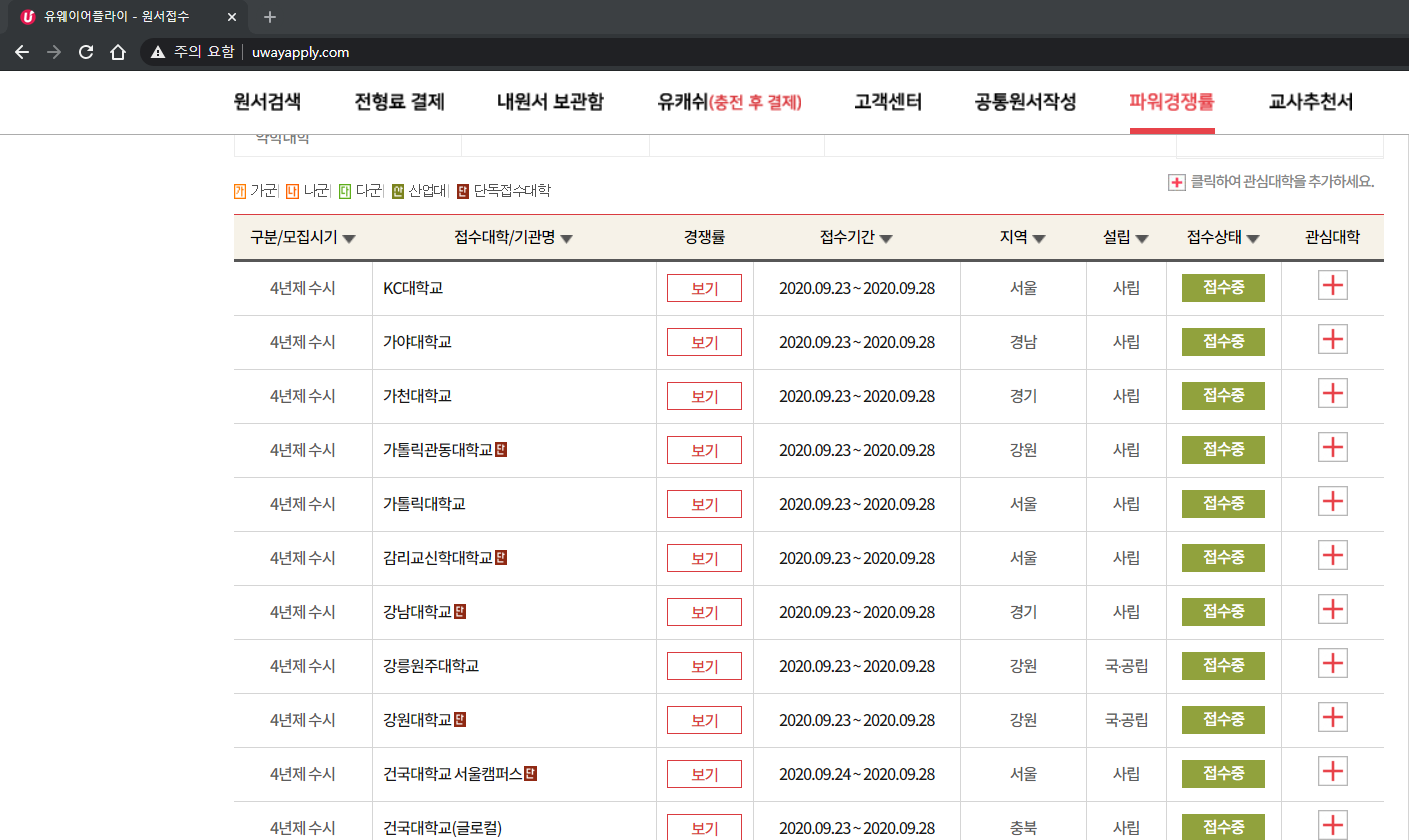 유웨이어플라이 - 원서접수
주의 요함 uwayapply.com
원서검색 전형료 결제 내원서 보관함 유캐쉬(충전 후 결제) 고객센터 공통원서작성 파워경쟁률 교사추천서
약학대학
가 가군 나 나군 다 다군 산 산업대 단 단독접수대학
클릭하여 관심대학을 추가하세요.
구분/모집시기 접수대학/기관명 경쟁률 접수기간 지역 설립 접수상태 관심대학
4년제 수시 KC대학교 보기 2020.09.23 ~ 2020.09.28 서울 사립 접수중
4년제 수시 가야대학교 보기 2020.09.23 ~ 2020.09.28 경남 사립 접수중
4년제 수시 가천대학교 보기 2020.09.23 ~ 2020.09.28 경기 사립 접수중
4년제 수시 가톨릭관동대학교 단 보기 2020.09.23 ~ 2020.09.28 강원 사립 접수중
4년제 수시 가톨릭대학교 보기 2020.09.23 ~ 2020.09.28 서울 사립 접수중
4년제 수시 감리교신학대학교 단 보기 2020.09.23 ~ 2020.09.28 서울 사립 접수중
4년제 수시 강남대학교 단 보기 2020.09.23 ~ 2020.09.28 경기 사립 접수중
4년제 수시 강릉원주대학교 보기 2020.09.23 ~ 2020.09.28 강원 국·공립 접수중
4년제 수시 강원대학교 단 보기 2020.09.23 ~ 2020.09.28 강원 국·공립 접수중
4년제 수시 건국대학교 서울캠퍼스 단 보기 2020.09.24 ~ 2020.09.28 서울 사립 접수중
4년제 수시 건국대학교(글로컬) 보기 2020.09.23 ~ 2020.09.28 충북 사립 접수중